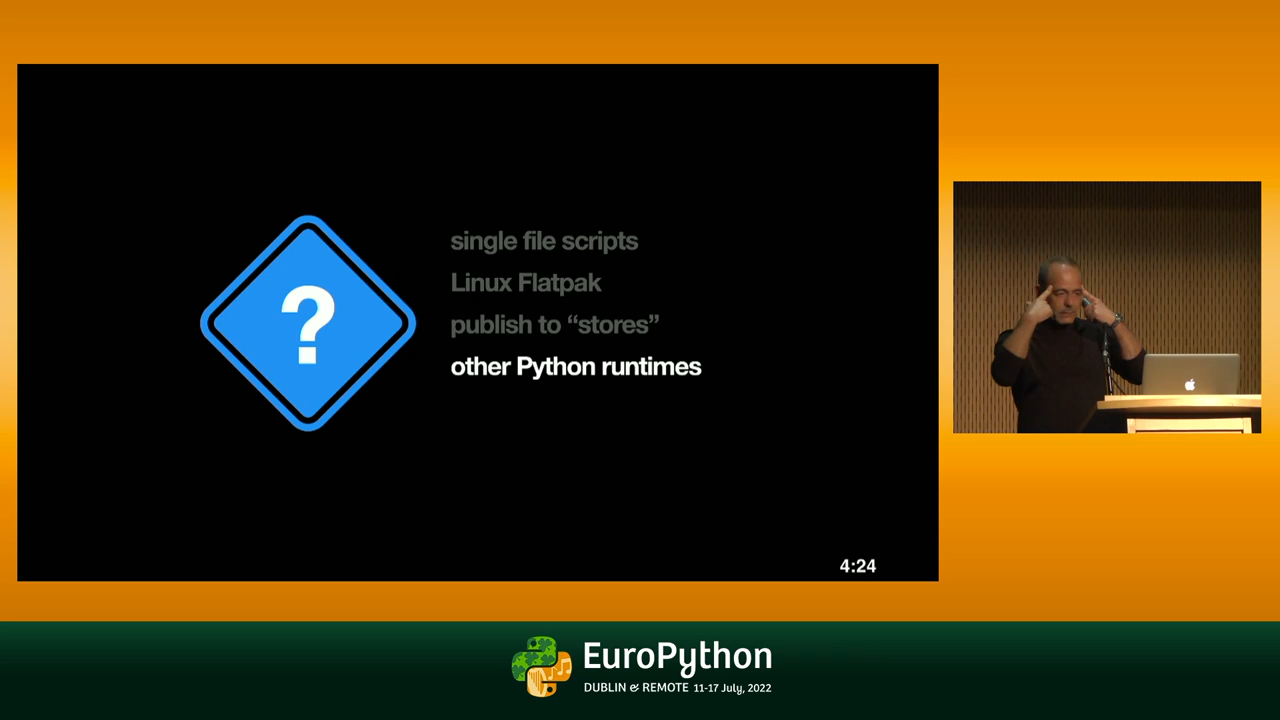 ?
single file scripts
Linux Flatpak
publish to “stores”
other Python runtimes
4:24
EuroPython
DUBLIN & REMOTE 11-17 July, 2022